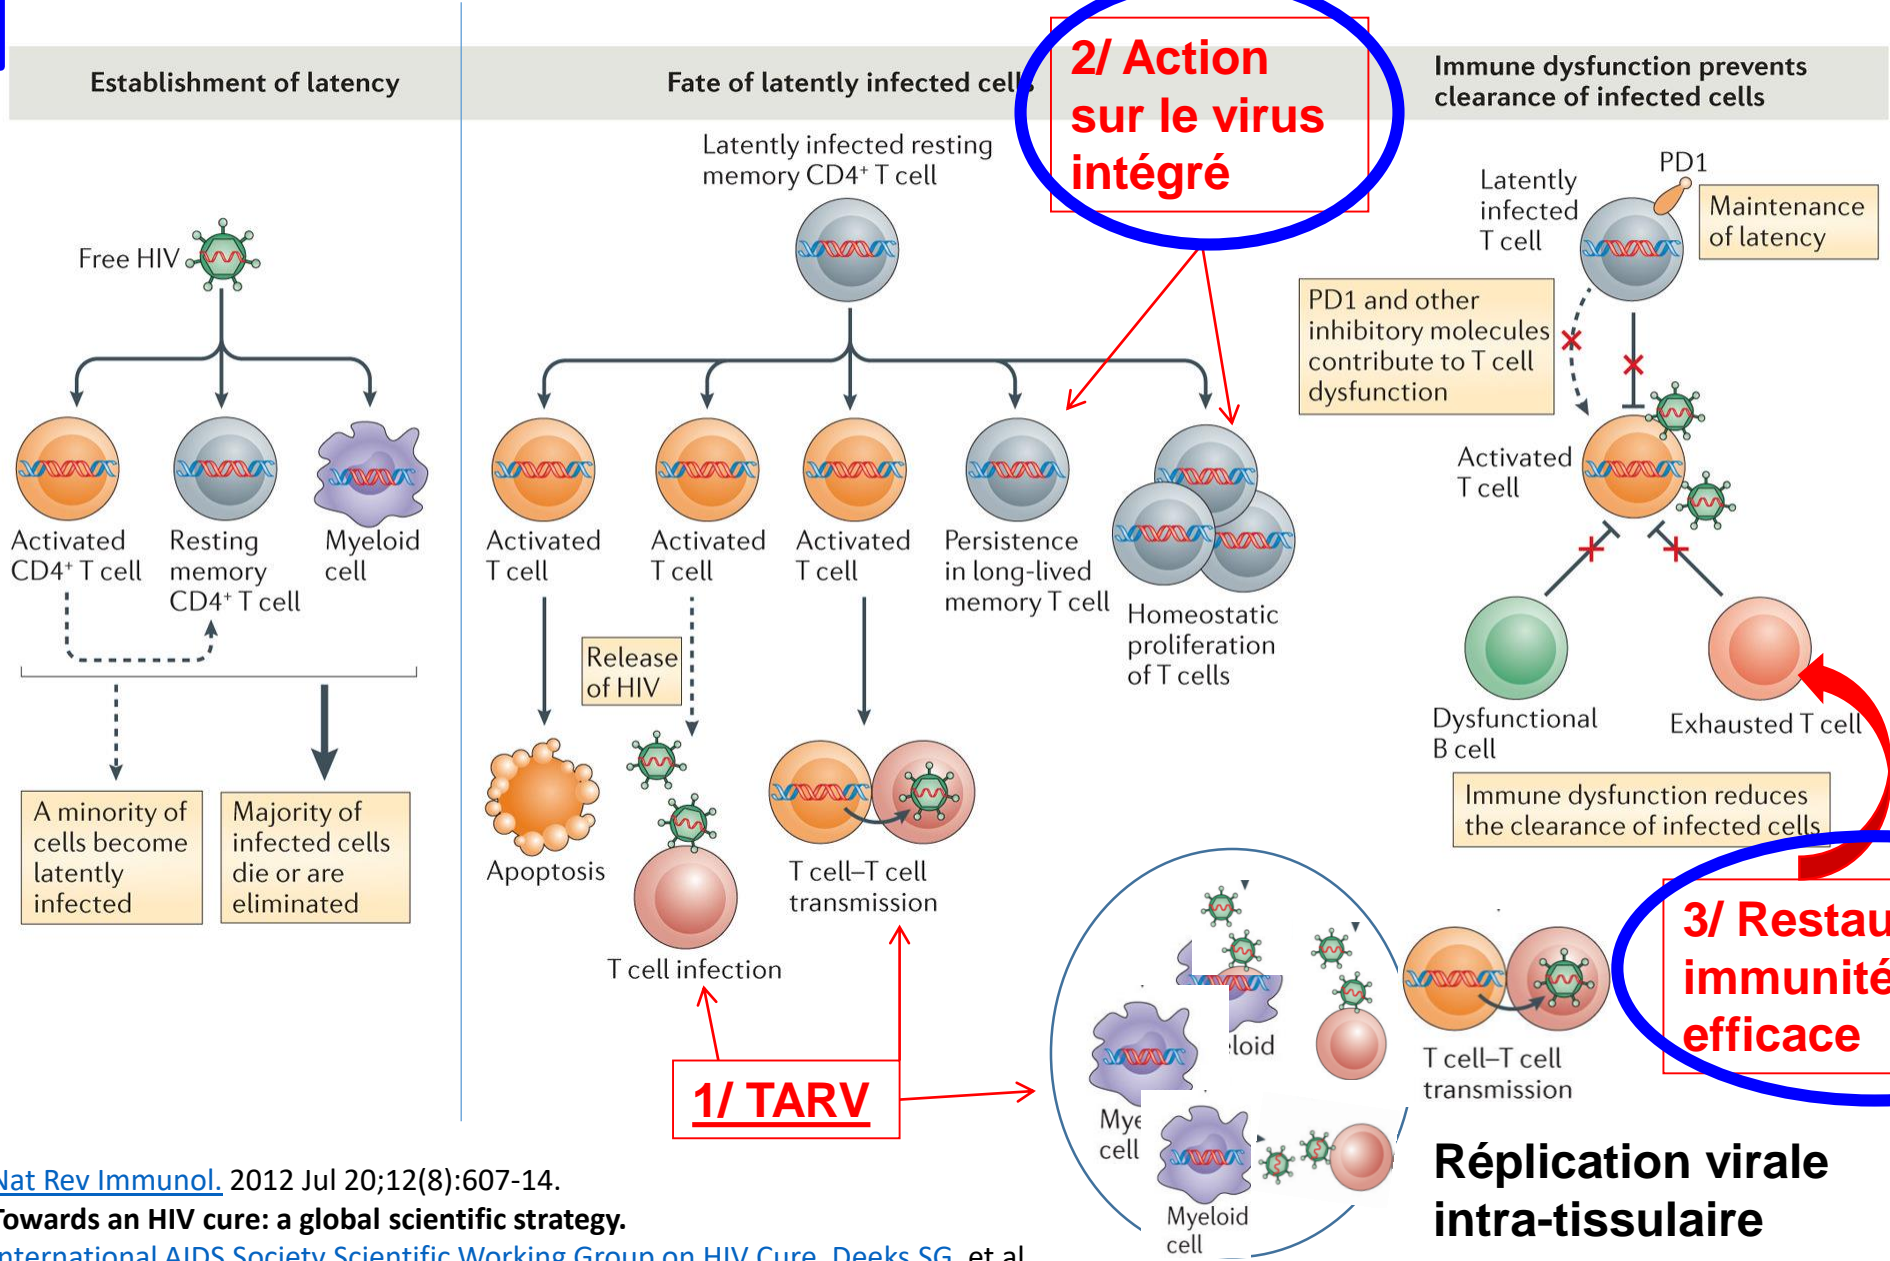 Establishment of latency
Fate of latently infected cells
2/ Action
sur le virus
intégré
Immune dysfunction prevents
clearance of infected cells
Free HIV
Activated
CD4⁺ T cell
Resting
memory
CD4⁺ T cell
Myeloid
cell
A minority of
cells become
latently
infected
Majority of
infected cells
die or are
eliminated
Latently infected resting
memory CD4⁺ T cell
Activated
T cell
Activated
T cell
Activated
T cell
Persistence
in long-lived
memory T cell
Homeostatic
proliferation
of T cells
Release
of HIV
Apoptosis
T cell infection
T cell–T cell
transmission
1/ TARV
Latently
infected
T cell
PD1
Maintenance
of latency
PD1 and other
inhibitory molecules
contribute to T cell
dysfunction
Activated
T cell
Dysfunctional
B cell
Exhausted T cell
Immune dysfunction reduces
the clearance of infected cells
3/ Restau
immunité
efficace
eloid
Mye
cell
Myeloid
cell
T cell–T cell
transmission
Réplication virale
intra-tissulaire
Nat Rev Immunol. 2012 Jul 20;12(8):607-14.
Towards an HIV cure: a global scientific strategy.
International AIDS Society Scientific Working Group on HIV Cure, Deeks SG, et al